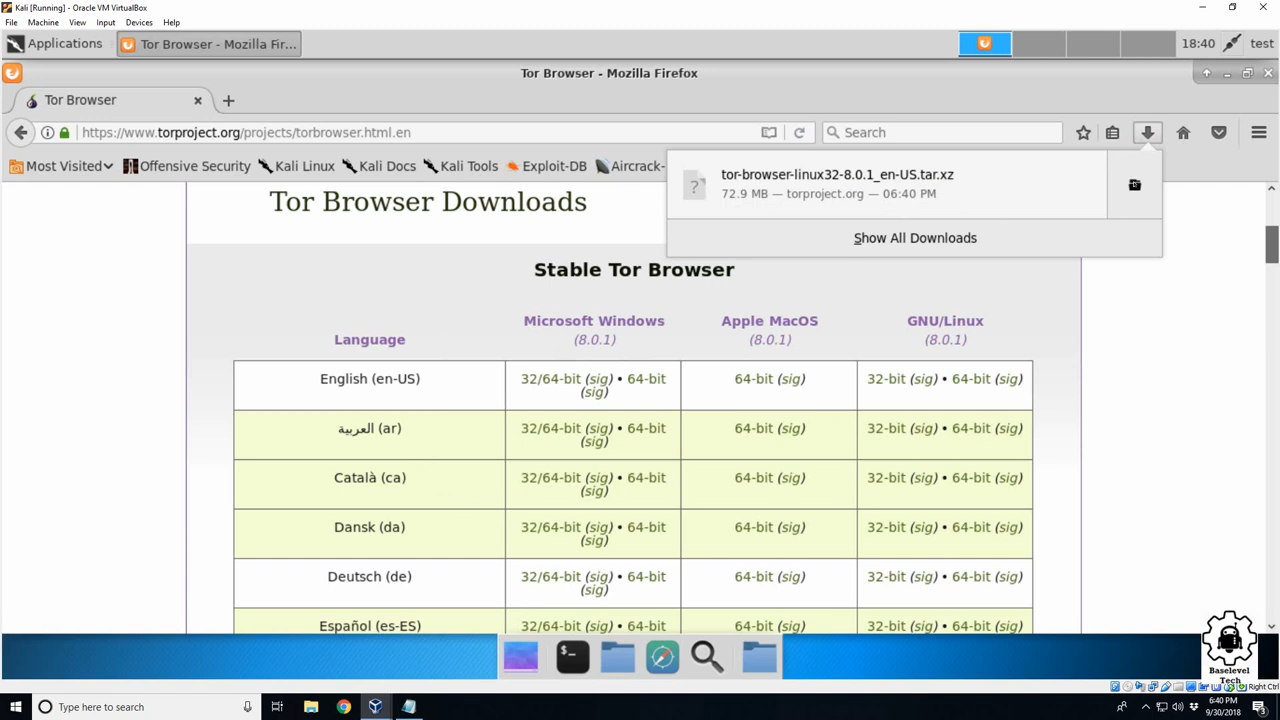 Kali [Running] - Oracle VM VirtualBox
File Machine View Input Devices Help
Applications Tor Browser - Mozilla Fir... 18:40 test
Tor Browser - Mozilla Firefox
Tor Browser
https://www.torproject.org/projects/torbrowser.html.en Search
Most Visited Offensive Security Kali Linux Kali Docs Kali Tools Exploit-DB Aircrack-
tor-browser-linux32-8.0.1_en-US.tar.xz
72.9 MB — torproject.org — 06:40 PM
Show All Downloads
Tor Browser Downloads
Stable Tor Browser
Language Microsoft Windows (8.0.1) Apple MacOS (8.0.1) GNU/Linux (8.0.1)
English (en-US) 32/64-bit (sig) • 64-bit (sig) 64-bit (sig) 32-bit (sig) • 64-bit (sig)
العربية (ar) 32/64-bit (sig) • 64-bit (sig) 64-bit (sig) 32-bit (sig) • 64-bit (sig)
Català (ca) 32/64-bit (sig) • 64-bit (sig) 64-bit (sig) 32-bit (sig) • 64-bit (sig)
Dansk (da) 32/64-bit (sig) • 64-bit (sig) 64-bit (sig) 32-bit (sig) • 64-bit (sig)
Deutsch (de) 32/64-bit (sig) • 64-bit (sig) 64-bit (sig) 32-bit (sig) • 64-bit (sig)
Español (es-ES) 32/64-bit (sig) • 64-bit 64-bit (sig) 32-bit (sig) • 64-bit (sig)
Baselevel
Tech
Right Ctrl
Type here to search
6:40 PM
9/30/2018